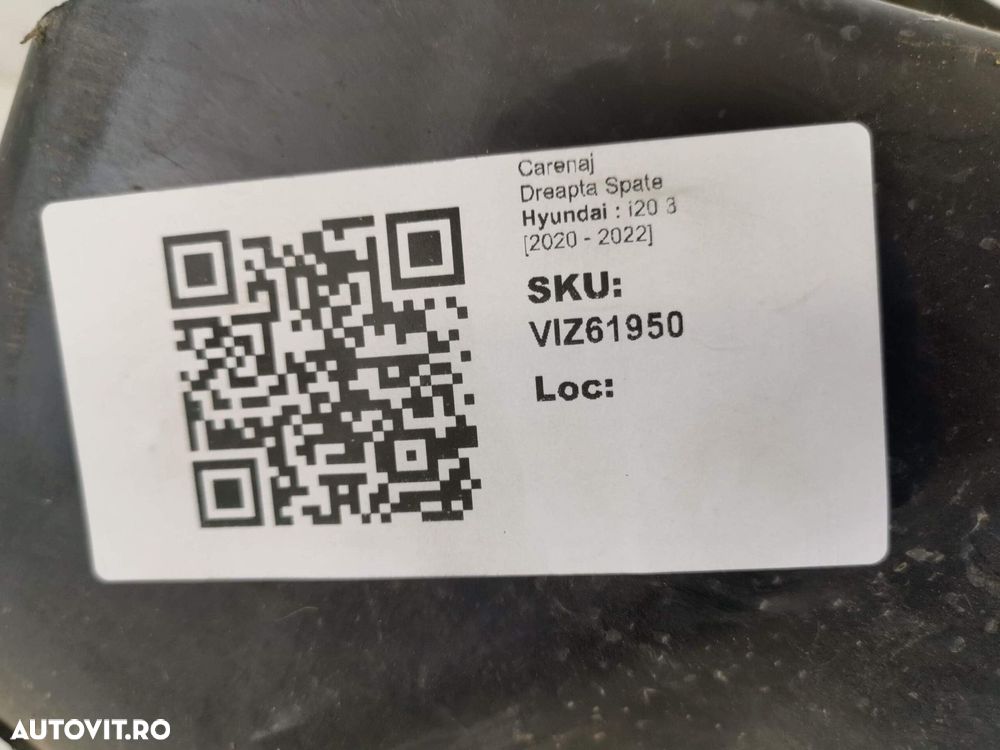 Carenaj
Dreapta Spate
Hyundai : i20 3
[2020 - 2022]
SKU:
VIZ61950
Loc:
AUTOVIT.RO